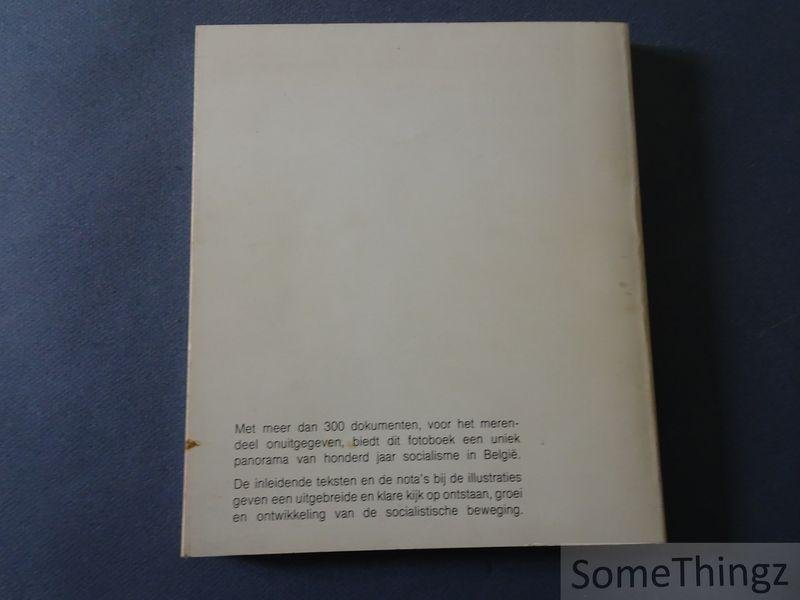 Met meer dan 300 dokumenten, voor het meren-
deel onuitgegeven, biedt dit fotoboek een uniek
panorama van honderd jaar socialisme in België.
De inleidende teksten en de nota's bij de illustraties
geven een uitgebreide en klare kijk op ontstaan, groei
en ontwikkeling van de socialistische beweging.
SomeThingz